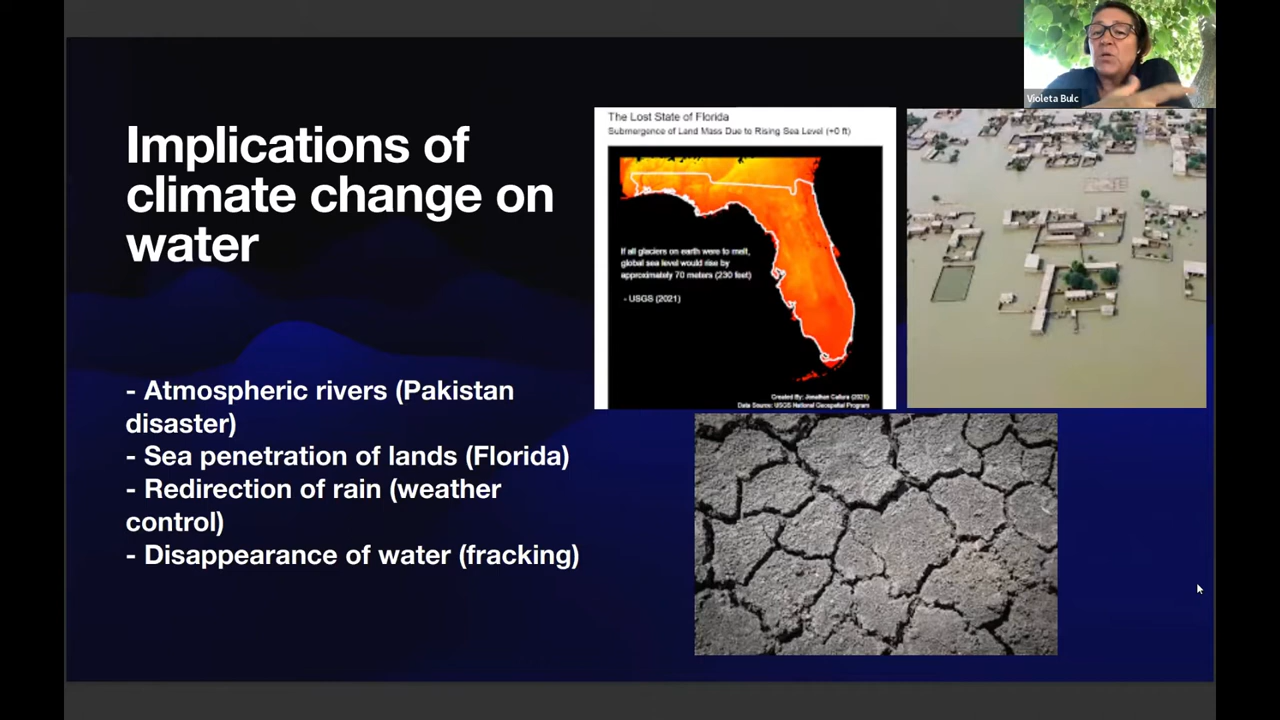 Violeta Bulc
Implications of
climate change on
water
- Atmospheric rivers (Pakistan
disaster)
- Sea penetration of lands (Florida)
- Redirection of rain (weather
control)
- Disappearance of water (fracking)
The Lost State of Florida
Submergence of Land Mass Due to Rising Sea Level (+0 ft)
If all glaciers on earth were to melt,
global sea level would rise by
approximately 70 meters (230 feet)
- USGS (2021)
Created By: Jonathan Catura (2021)
Data Source: USGS National Geospatial Program